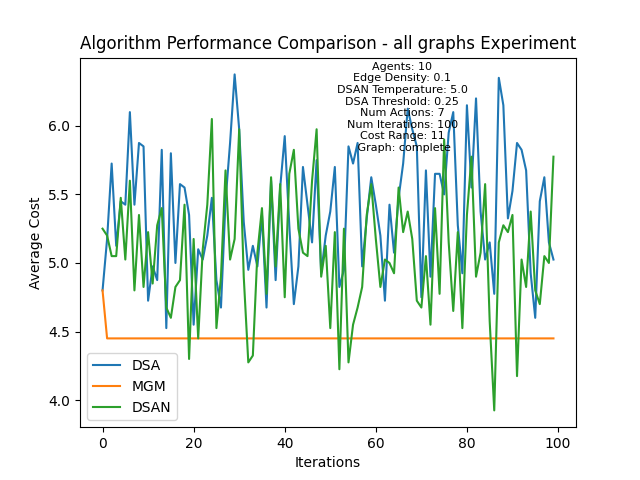 Algorithm Performance Comparison - all graphs Experiment
Agents: 10
Edge Density: 0.1
DSAN Temperature: 5.0
DSA Threshold: 0.25
Num Actions: 7
Num Iterations: 100
Cost Range: 11
Graph: complete
Average Cost
6.0
5.5
5.0
4.5
4.0
DSA
MGM
DSAN
0 20 40 60 80 100
Iterations